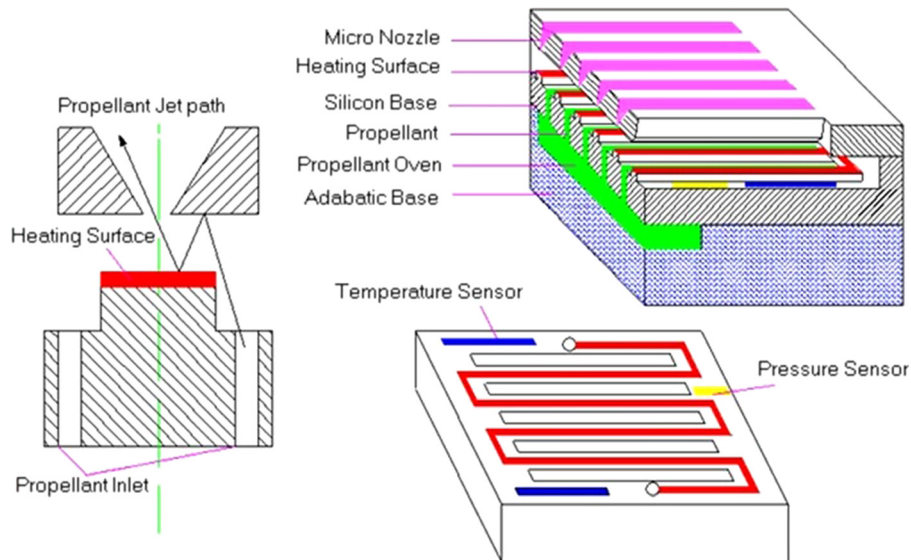 Micro Nozzle
Heating Surface
Silicon Base
Propellant
Propellant Oven
Adabatic Base
Propellant Jet path
Heating Surface
Propellant Inlet
Temperature Sensor
Pressure Sensor